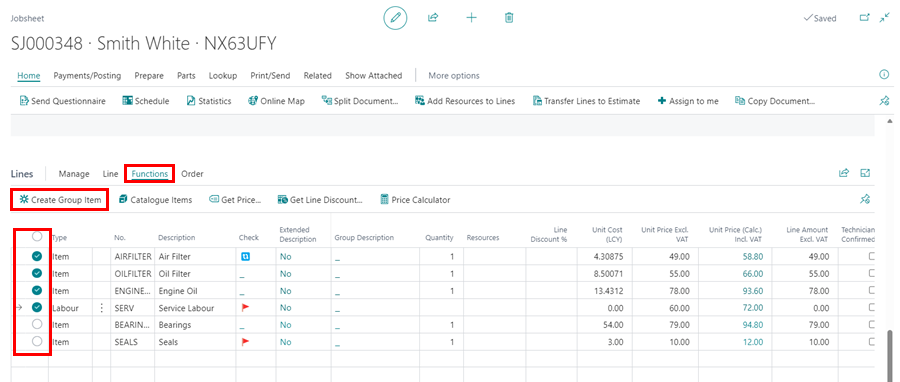 Jobsheet
Saved
SJ000348 · Smith White · NX63UFY
Home Payments/Posting Prepare Parts Lookup Print/Send Related Show Attached More options
Send Questionnaire Schedule Statistics Online Map Split Document... Add Resources to Lines Transfer Lines to Estimate Assign to me Copy Document...
Lines Manage Line Functions Order
Create Group Item Catalogue Items Get Price... Get Line Discount... Price Calculator
Type No. Description Check Extended Description Group Description Quantity Resources Line Discount % Unit Cost (LCY) Unit Price Excl. VAT Unit Price (Calc.) Incl. VAT Line Amount Excl. VAT Technician Confirmed
Item AIRFILTER Air Filter No _ 1 4.30875 49.00 58.80 49.00
Item OILFILTER Oil Filter _ No _ 1 8.50071 55.00 66.00 55.00
Item ENGINE... Engine Oil _ No _ 1 13.4312 78.00 93.60 78.00
Labour SERV Service Labour No _ 0.00 60.00 72.00 0.00
Item BEARIN... Bearings _ No _ 1 54.00 79.00 94.80 79.00
Item SEALS Seals No _ 1 3.00 10.00 12.00 10.00